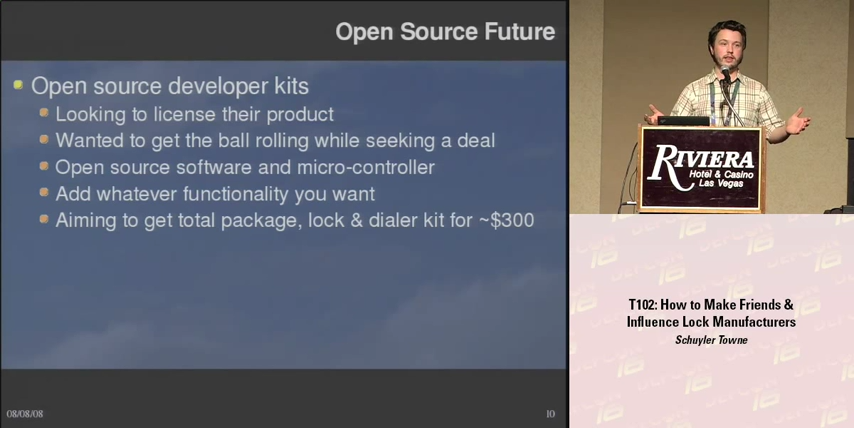 Open Source Future
Open source developer kits
Looking to license their product
Wanted to get the ball rolling while seeking a deal
Open source software and micro-controller
Add whatever functionality you want
Aiming to get total package, lock & dialer kit for ~$300
08/08/08
10
RIVIERA
Hotel & Casino
Las Vegas
T102: How to Make Friends &
Influence Lock Manufacturers
Schuyler Towne